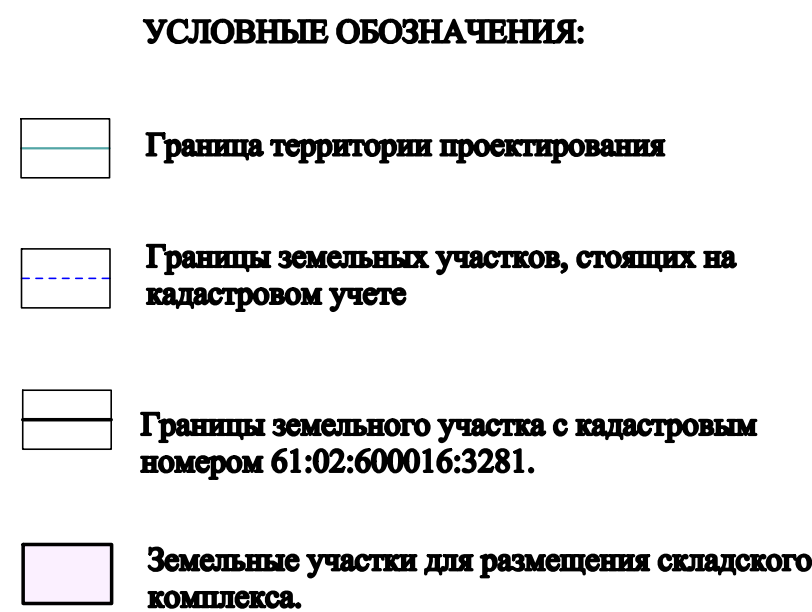 УСЛОВНЫЕ ОБОЗНАЧЕНИЯ:
Граница территории проектирования
Границы земельных участков, стоящих на
кадастровом учете
Границы земельного участка с кадастровым
номером 61:02:600016:3281.
Земельные участки для размещения складского
комплекса.